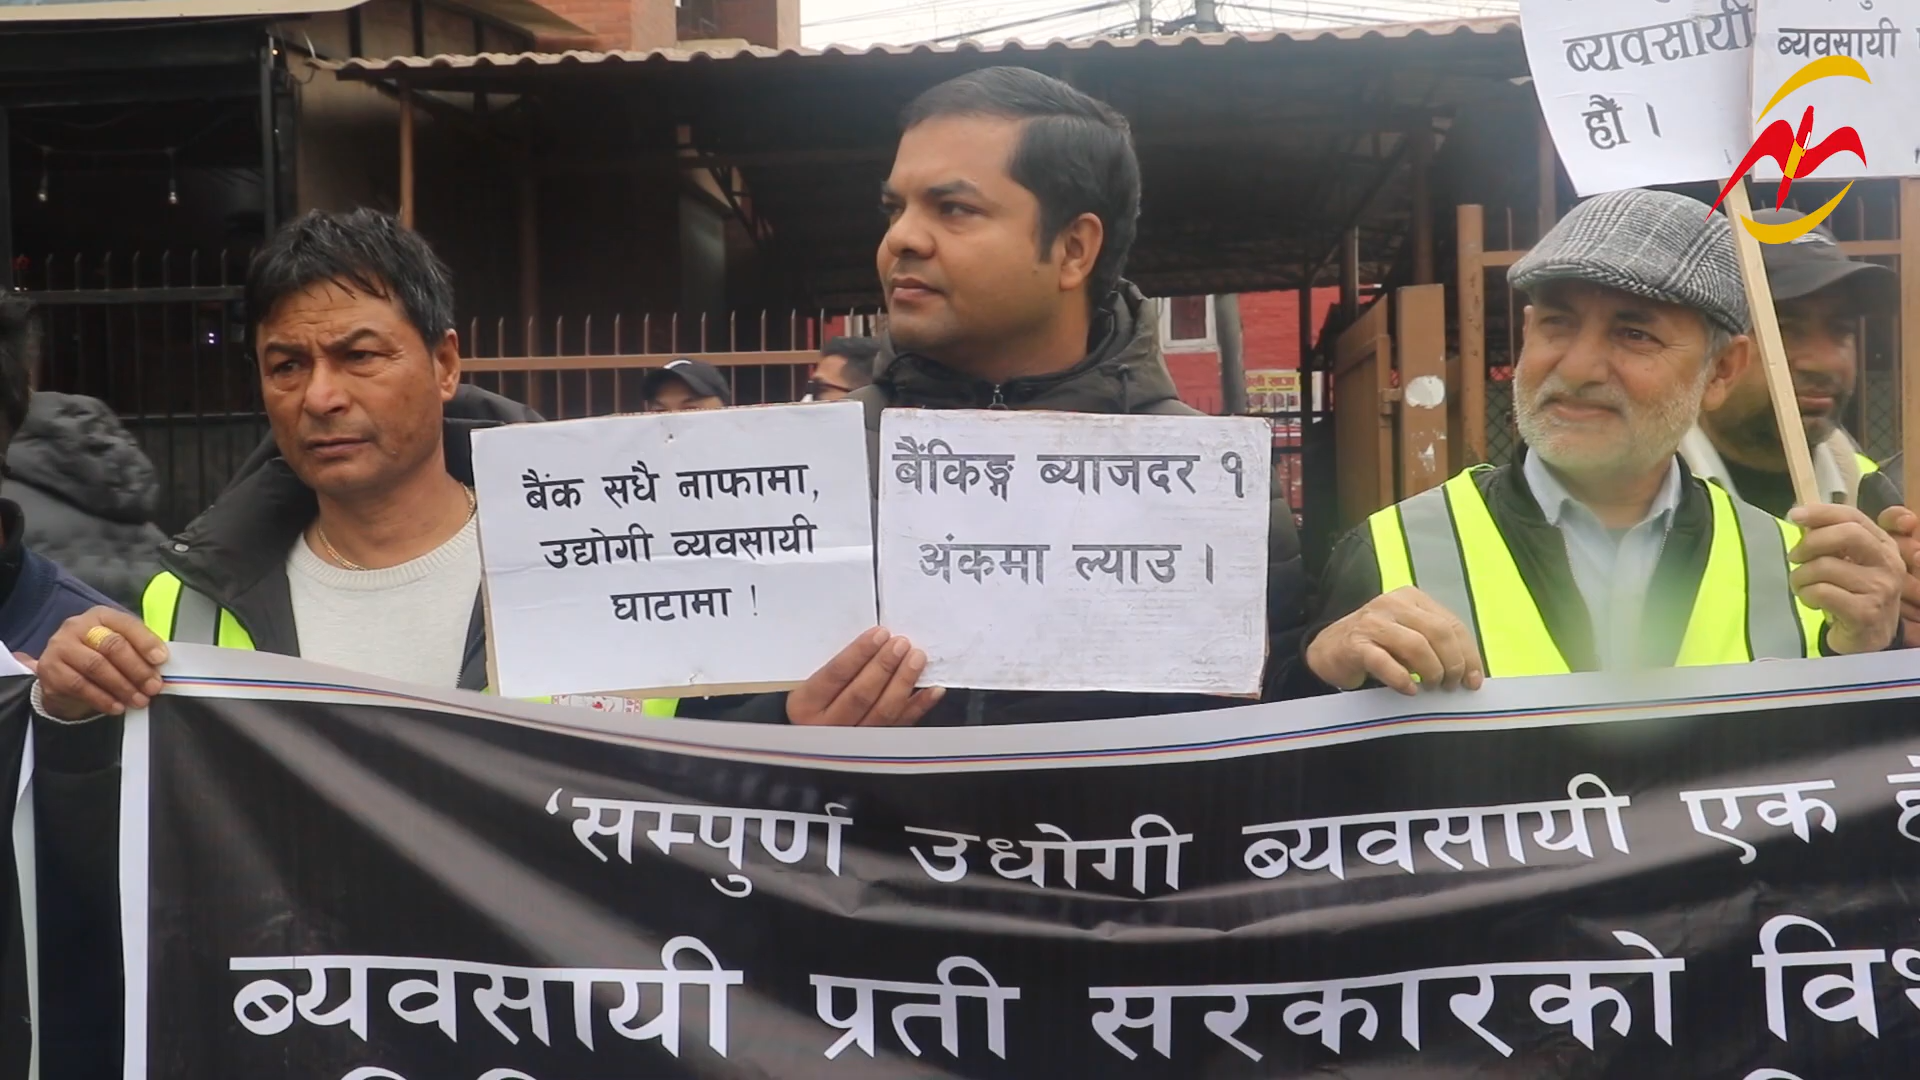 ब्यवसायी
हौं ।
ब्यवसायी
बैंक सधै नाफामा,
उद्योगी व्यवसायी
घाटामा !
बैंकिङ्ग ब्याजदर १
अंकमा ल्याउ ।
‘सम्पुर्ण उधोगी ब्यवसायी एक
ब्यवसायी प्रती सरकारको